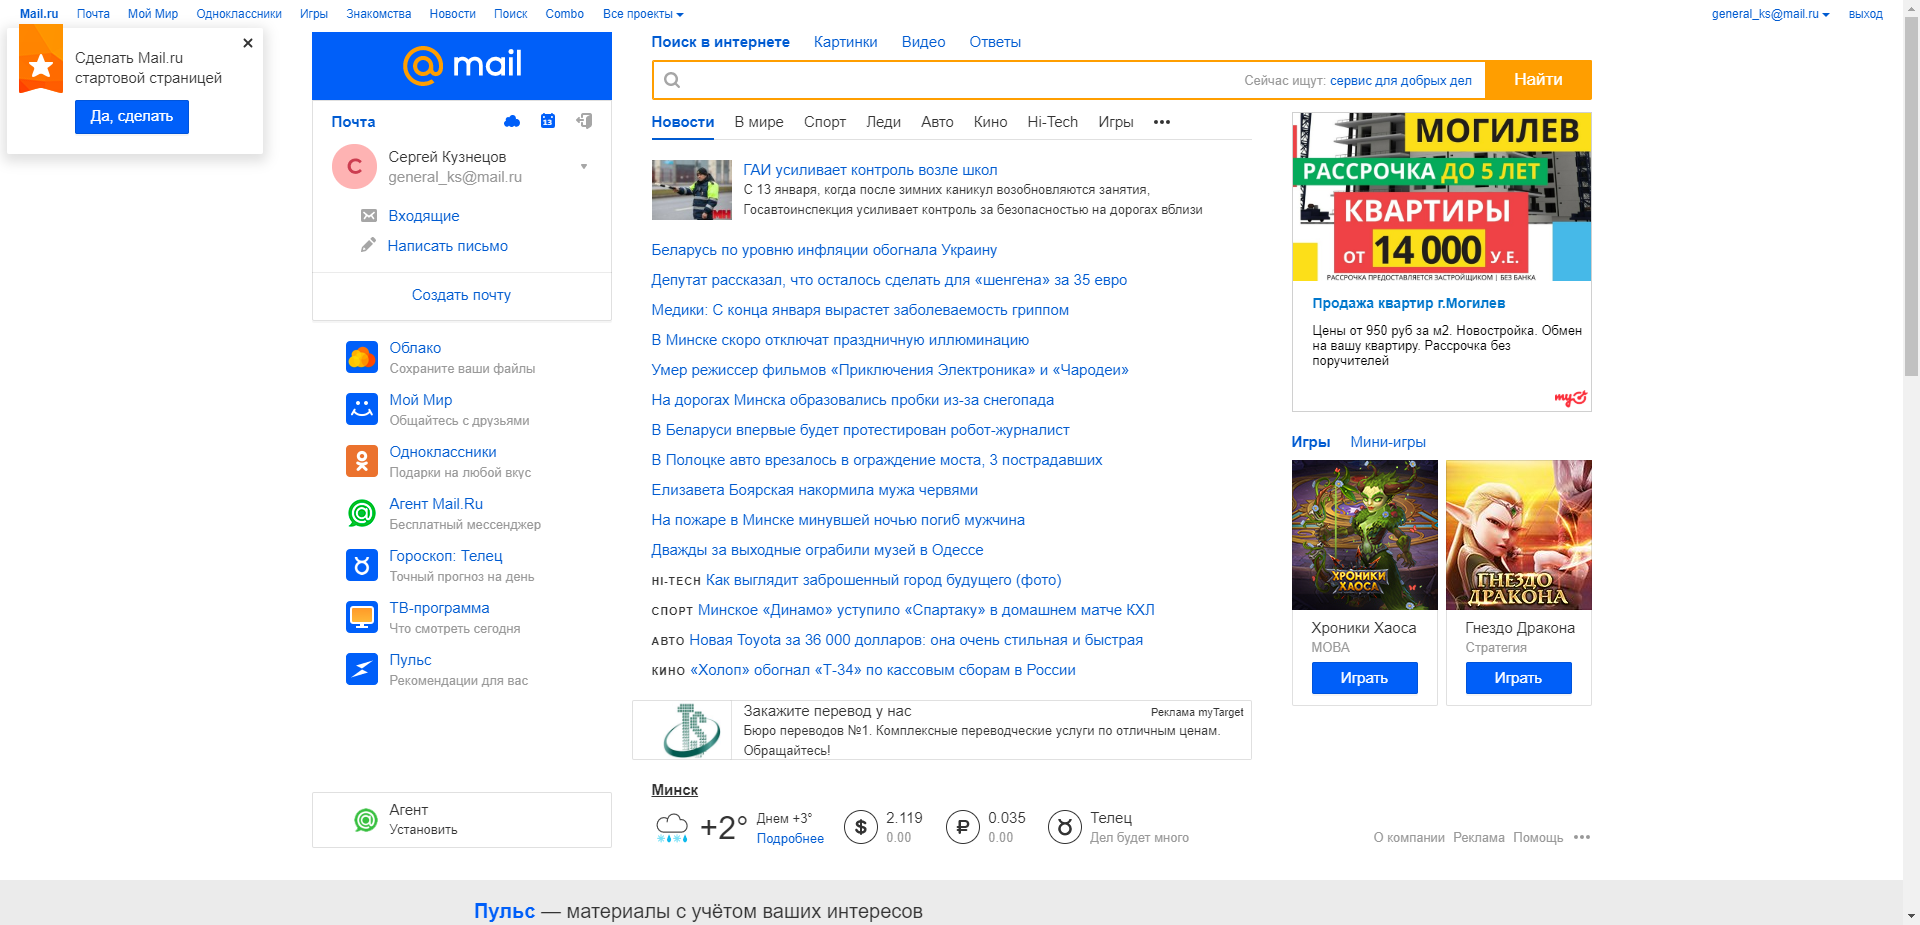 Mail.ru Почта Мой Мир Одноклассники Игры Знакомства Новости Поиск Combo Все проекты general_ks@mail.ru выход
Сделать Mail.ru
стартовой страницей
Да, сделать
mail
Почта
13
С
Сергей Кузнецов
general_ks@mail.ru
Входящие
Написать письмо
Создать почту
Облако
Сохраните ваши файлы
Мой Мир
Общайтесь с друзьями
Одноклассники
Подарки на любой вкус
Агент Mail.Ru
Бесплатный мессенджер
Гороскоп: Телец
Точный прогноз на день
ТВ-программа
Что смотреть сегодня
Пульс
Рекомендации для вас
Агент
Установить
Поиск в интернете Картинки Видео Ответы
Сейчас ищут: сервис для добрых дел Найти
Новости В мире Спорт Леди Авто Кино Hi-Tech Игры •••
ГАИ усиливает контроль возле школ
С 13 января, когда после зимних каникул возобновляются занятия,
Госавтоинспекция усиливает контроль за безопасностью на дорогах вблизи
Беларусь по уровню инфляции обогнала Украину
Депутат рассказал, что осталось сделать для «шенгена» за 35 евро
Медики: С конца января вырастет заболеваемость гриппом
В Минске скоро отключат праздничную иллюминацию
Умер режиссер фильмов «Приключения Электроника» и «Чародеи»
На дорогах Минска образовались пробки из-за снегопада
В Беларуси впервые будет протестирован робот-журналист
В Полоцке авто врезалось в ограждение моста, 3 пострадавших
Елизавета Боярская накормила мужа червями
На пожаре в Минске минувшей ночью погиб мужчина
Дважды за выходные ограбили музей в Одессе
HI-TECH Как выглядит заброшенный город будущего (фото)
СПОРТ Минское «Динамо» уступило «Спартаку» в домашнем матче КХЛ
АВТО Новая Toyota за 36 000 долларов: она очень стильная и быстрая
КИНО «Холоп» обогнал «Т-34» по кассовым сборам в России
Закажите перевод у нас Реклама myTarget
Бюро переводов №1. Комплексные переводческие услуги по отличным ценам.
Обращайтесь!
Минск
+2° Днем +3° Подробнее
$ 2.119 0.00
₽ 0.035 0.00
Телец
Дел будет много
МОГИЛЕВ
РАССРОЧКА ДО 5 ЛЕТ
КВАРТИРЫ
ОТ 14 000 У.Е.
РАССРОЧКА ПРЕДОСТАВЛЯЕТСЯ ЗАСТРОЙЩИКОМ | БЕЗ БАНКА
Продажа квартир г.Могилев
Цены от 950 руб за м2. Новостройка. Обмен
на вашу квартиру. Рассрочка без
поручителей
Игры Мини-игры
ХРОНИКИ
ХАОСА
ГНЕЗДО
ДРАКОНА
Хроники Хаоса
MOBA
Играть
Гнездо Дракона
Стратегия
Играть
О компании Реклама Помощь •••
Пульс — материалы с учётом ваших интересов